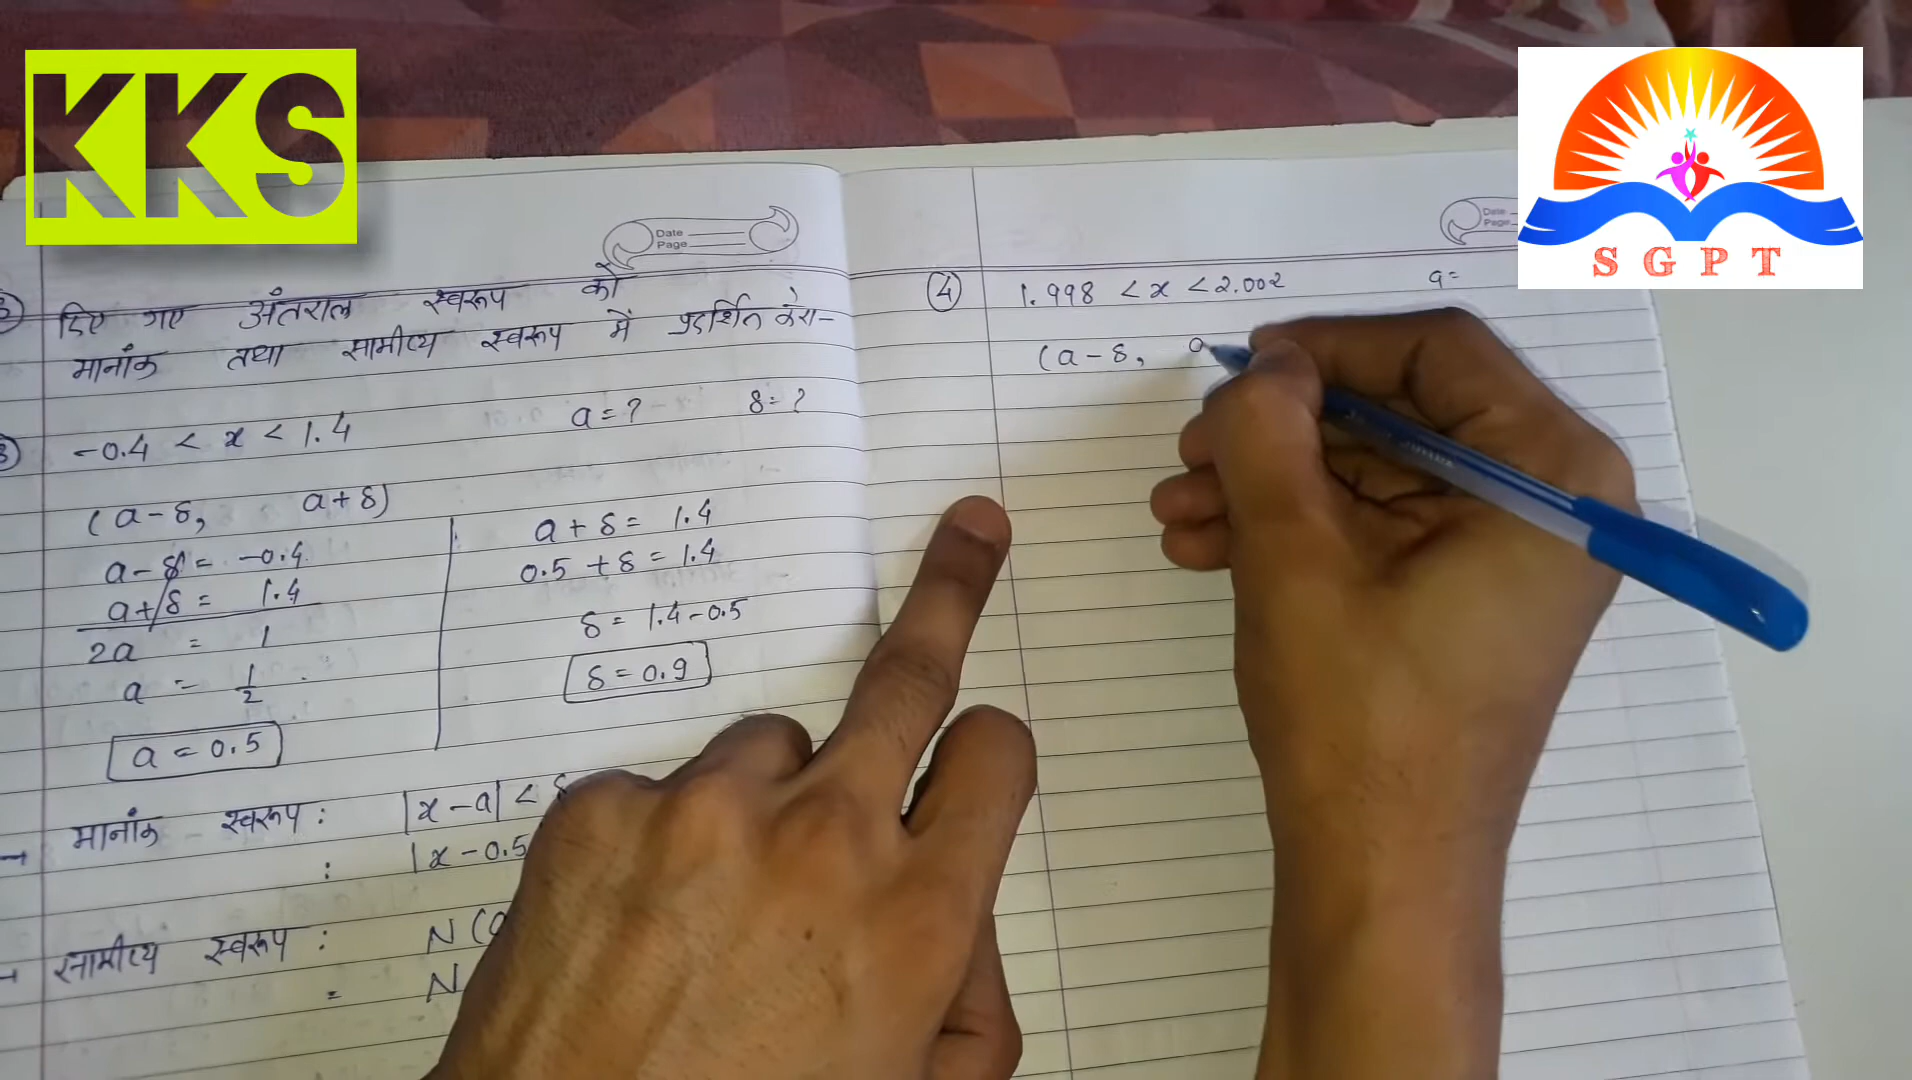 KKS
SGPT
Date
Page
दिए गए अंतराल स्वरूप को
मानांक तथा सामीप्य स्वरूप में प्रदर्शित करो-
-0.4 < x < 1.4 a = ? δ = ?
(a-δ, a+δ)
a-δ = -0.4
a+δ = 1.4
2a = 1
a = 1/2
a = 0.5
a+δ = 1.4
0.5+δ = 1.4
δ = 1.4-0.5
δ = 0.9
→ मानांक स्वरूप : |x-a| < δ
: |x-0.5
→ सामीप्य स्वरूप : N(a
= N
Date
Page
④ 1.998 < x < 2.002 a=
(a-δ, a